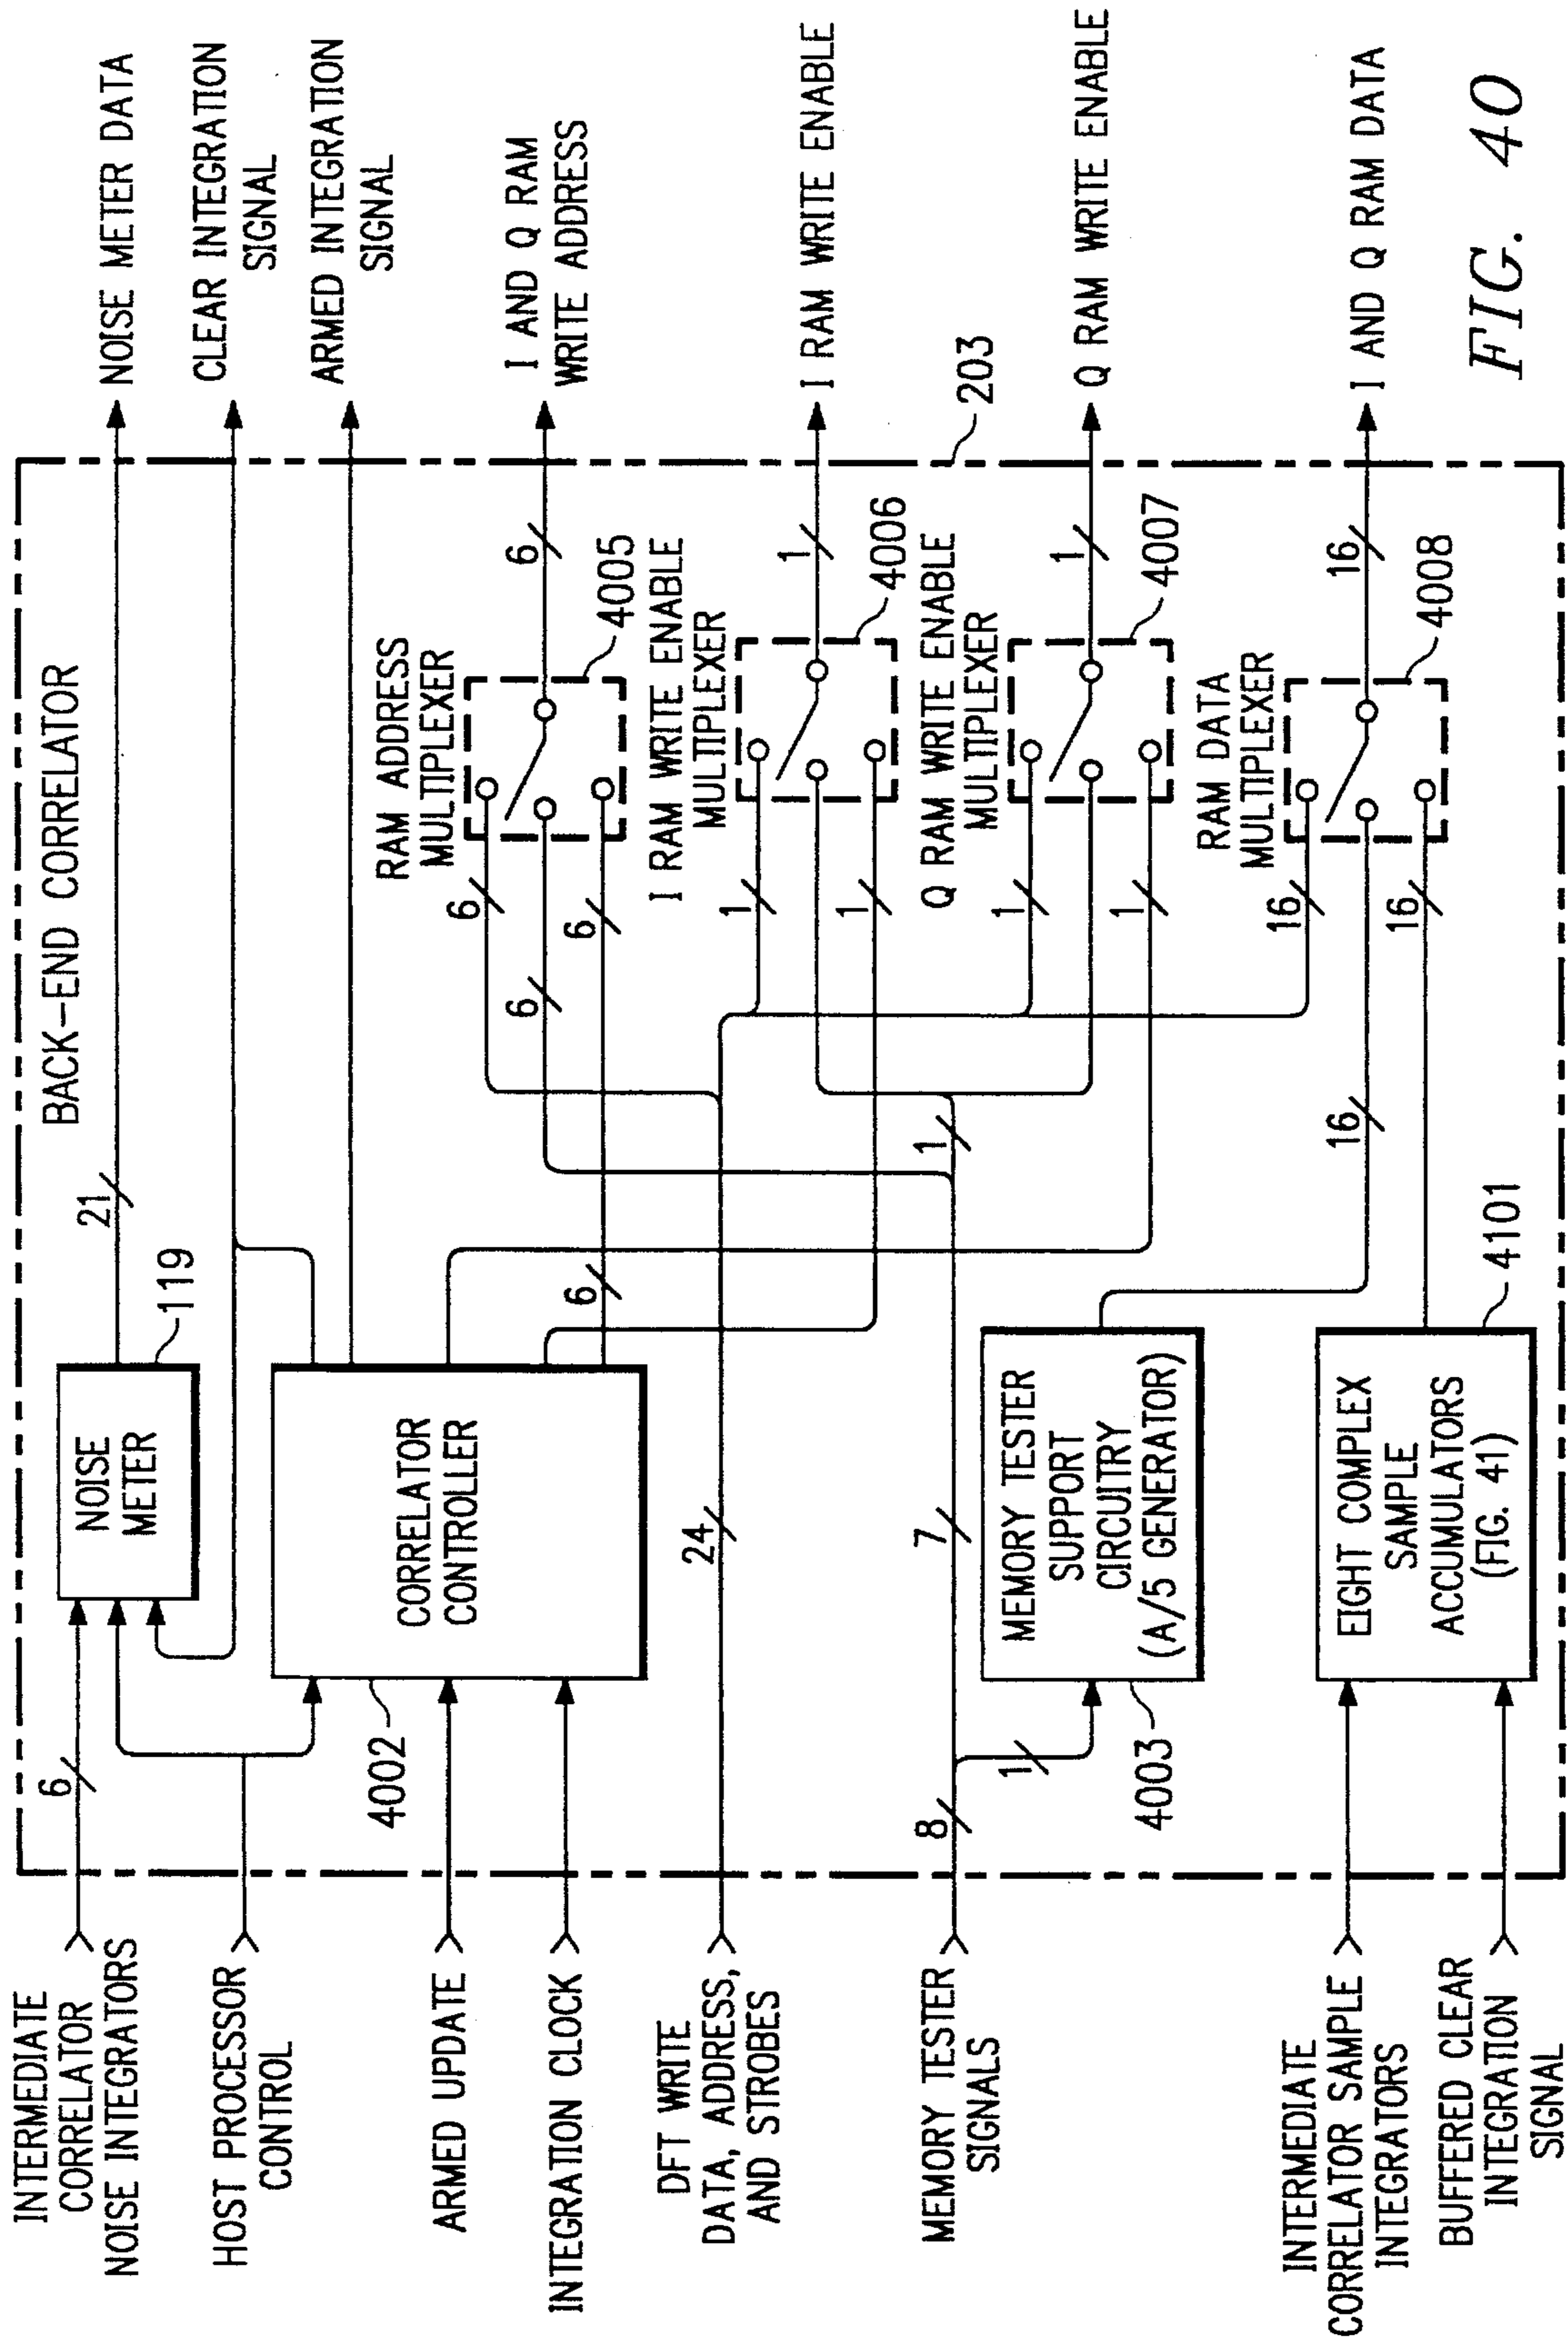 BACK-END CORRELATOR
INTERMEDIATE
CORRELATOR
NOISE INTEGRATORS
6
NOISE
METER
119
21
NOISE METER DATA
HOST PROCESSOR
CONTROL
CLEAR INTEGRATION
SIGNAL
ARMED INTEGRATION
SIGNAL
4002
CORRELATOR
CONTROLLER
ARMED UPDATE
INTEGRATION CLOCK
6
RAM ADDRESS
MULTIPLEXER
6
6
6
4005
6
I AND Q RAM
WRITE ADDRESS
DFT WRITE
DATA, ADDRESS,
AND STROBES
24
I RAM WRITE ENABLE
MULTIPLEXER
1
1
4006
1
I RAM WRITE ENABLE
203
MEMORY TESTER
SIGNALS
8
7
1
1
Q RAM WRITE ENABLE
MULTIPLEXER
1
1
4007
1
Q RAM WRITE ENABLE
4003
MEMORY TESTER
SUPPORT
CIRCUITRY
(A/5 GENERATOR)
RAM DATA
MULTIPLEXER
16
16
16
4008
16
I AND Q RAM DATA
INTERMEDIATE
CORRELATOR SAMPLE
INTEGRATORS
BUFFERED CLEAR
INTEGRATION
SIGNAL
EIGHT COMPLEX
SAMPLE
ACCUMULATORS
(FIG. 41)
4101
FIG. 40